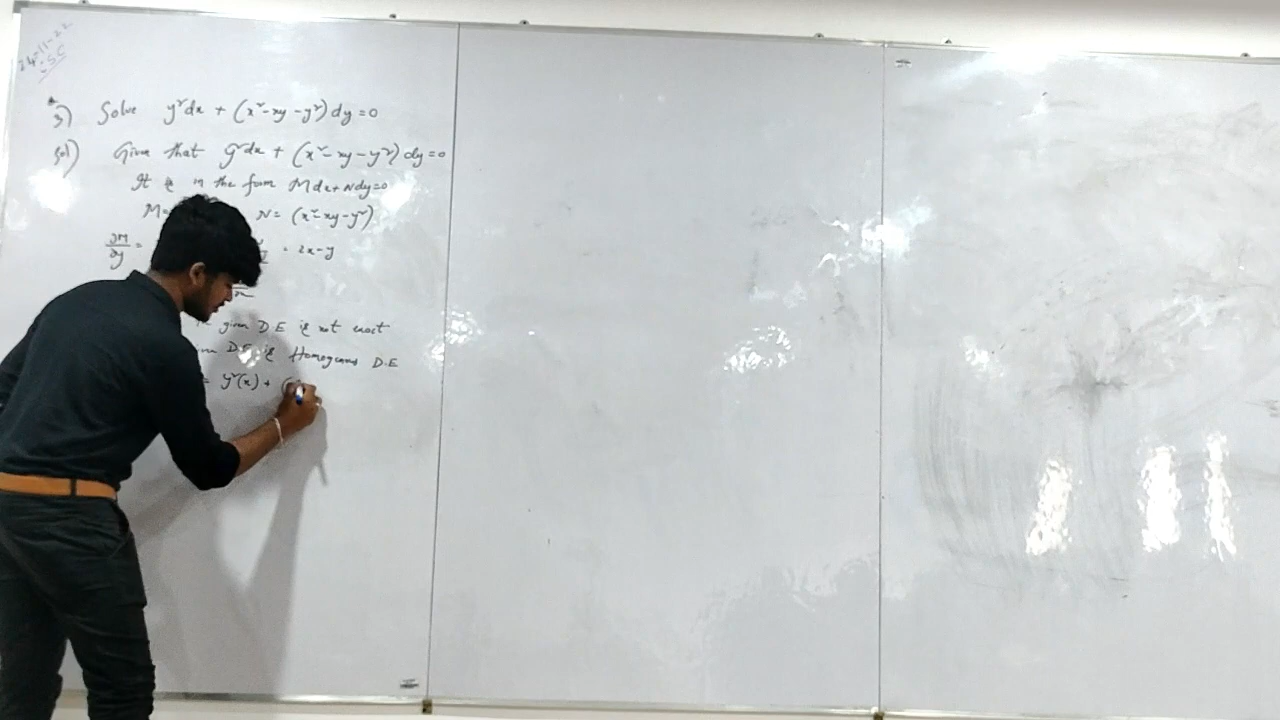 24-11-22
CSC
3) Solve y²dx + (x²-xy-y²)dy=0
Sol) Given that y²dx + (x²-xy-y²)dy=0
It is in the form Mdx+Ndy=0
M= N= (x²-xy-y²)
∂M/∂y = = 2x-y
given D.E is not exact
D.E is Homogenous D.E
= y²(x) + (